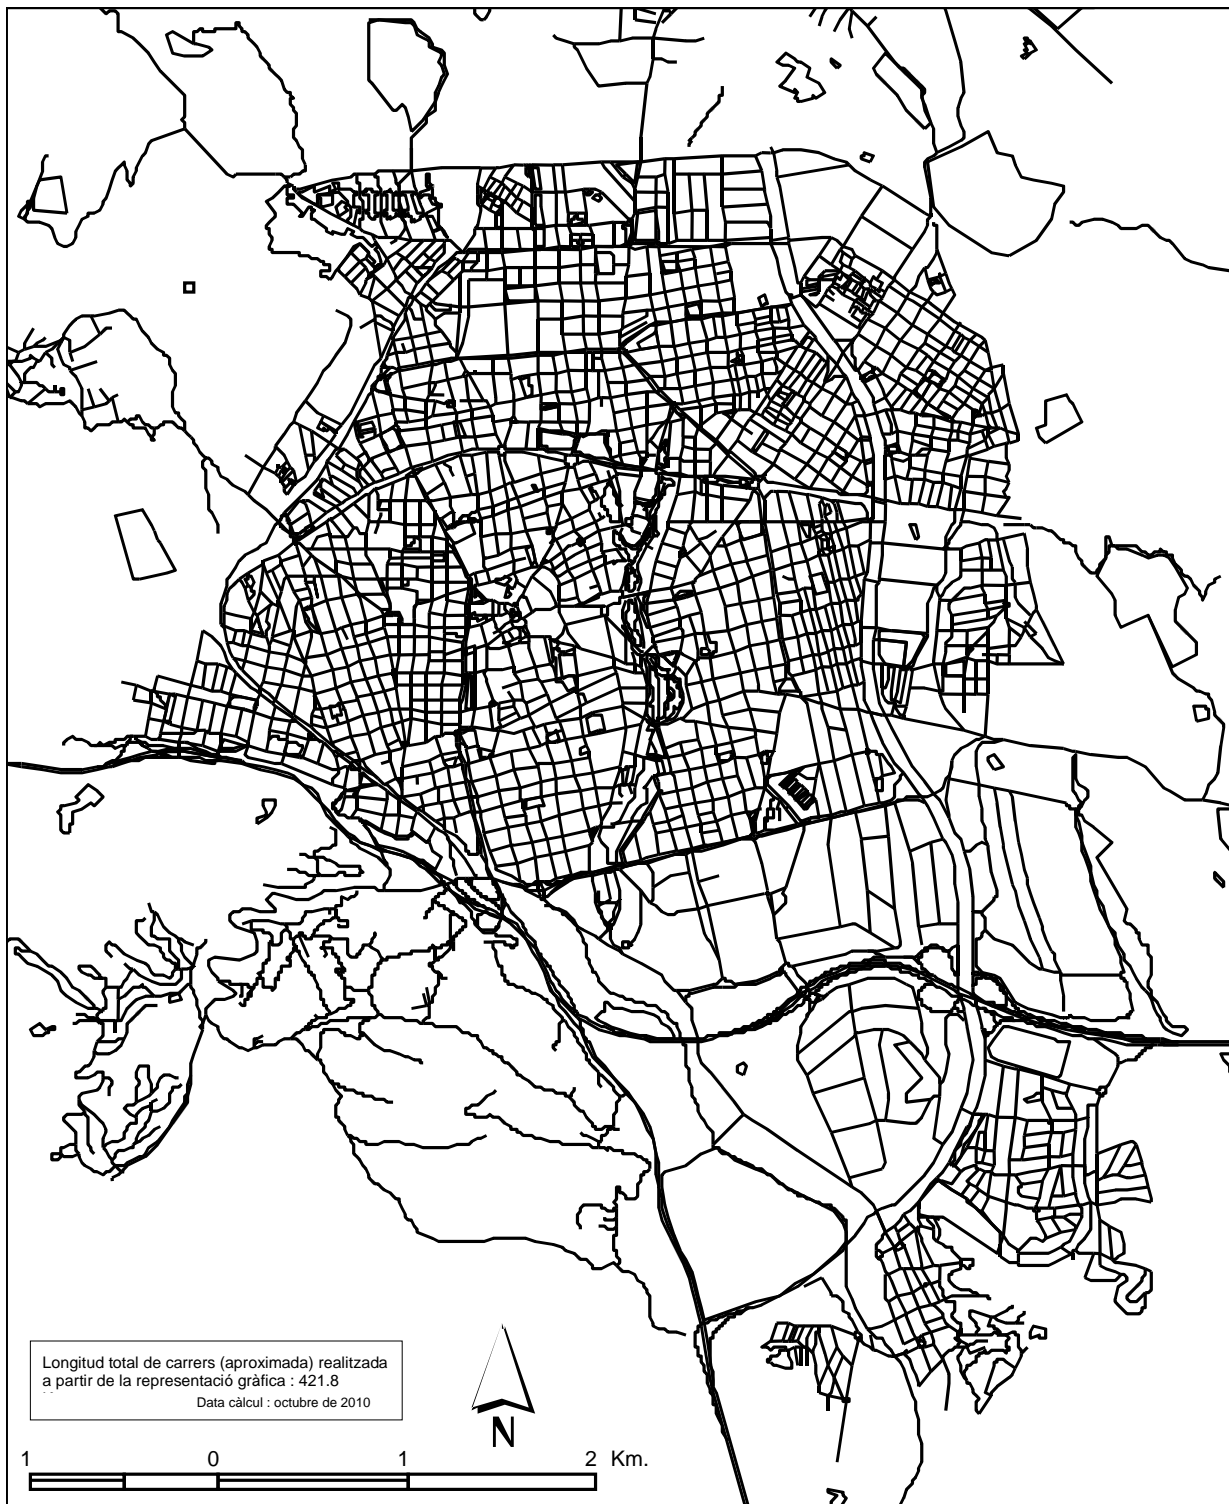 Longitud total de carrers (aproximada) realitzada
a partir de la representació gràfica : 421.8
Data càlcul : octubre de 2010
N
1 0 1 2 Km.